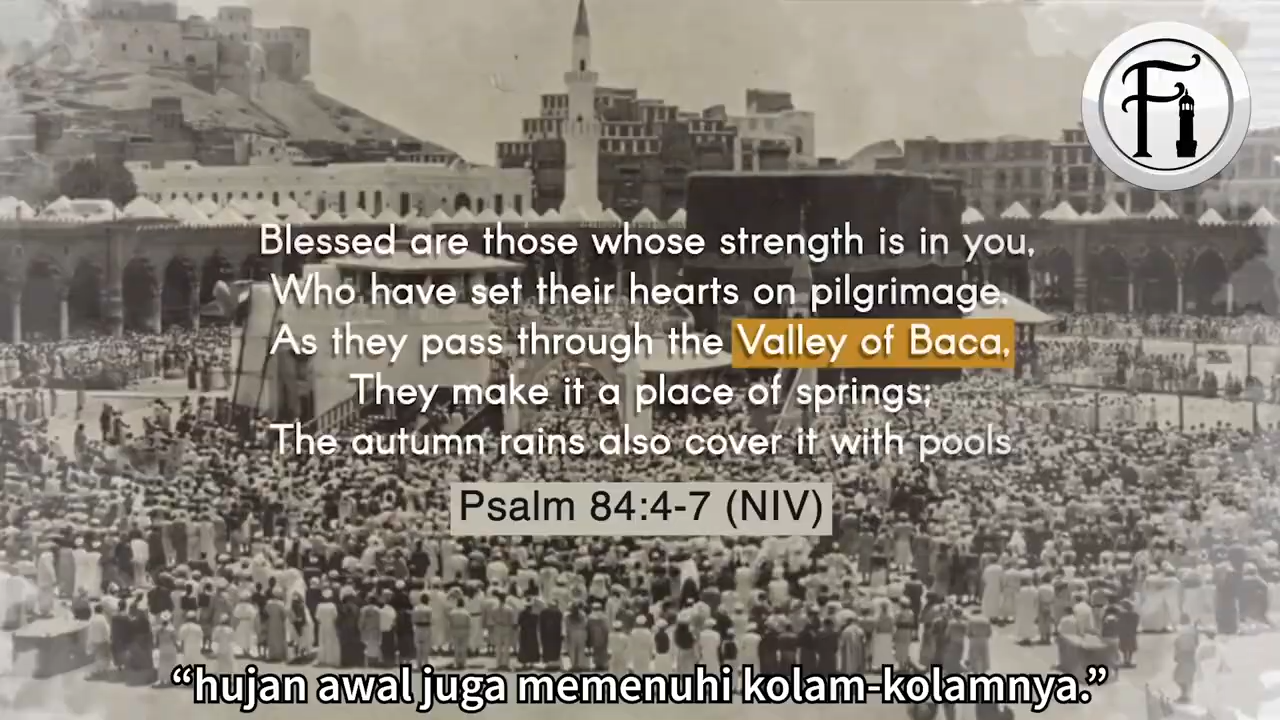 Fi
Blessed are those whose strength is in you,
Who have set their hearts on pilgrimage.
As they pass through the Valley of Baca,
They make it a place of springs;
The autumn rains also cover it with pools
Psalm 84:4-7 (NIV)
“hujan awal juga memenuhi kolam-kolamnya.”